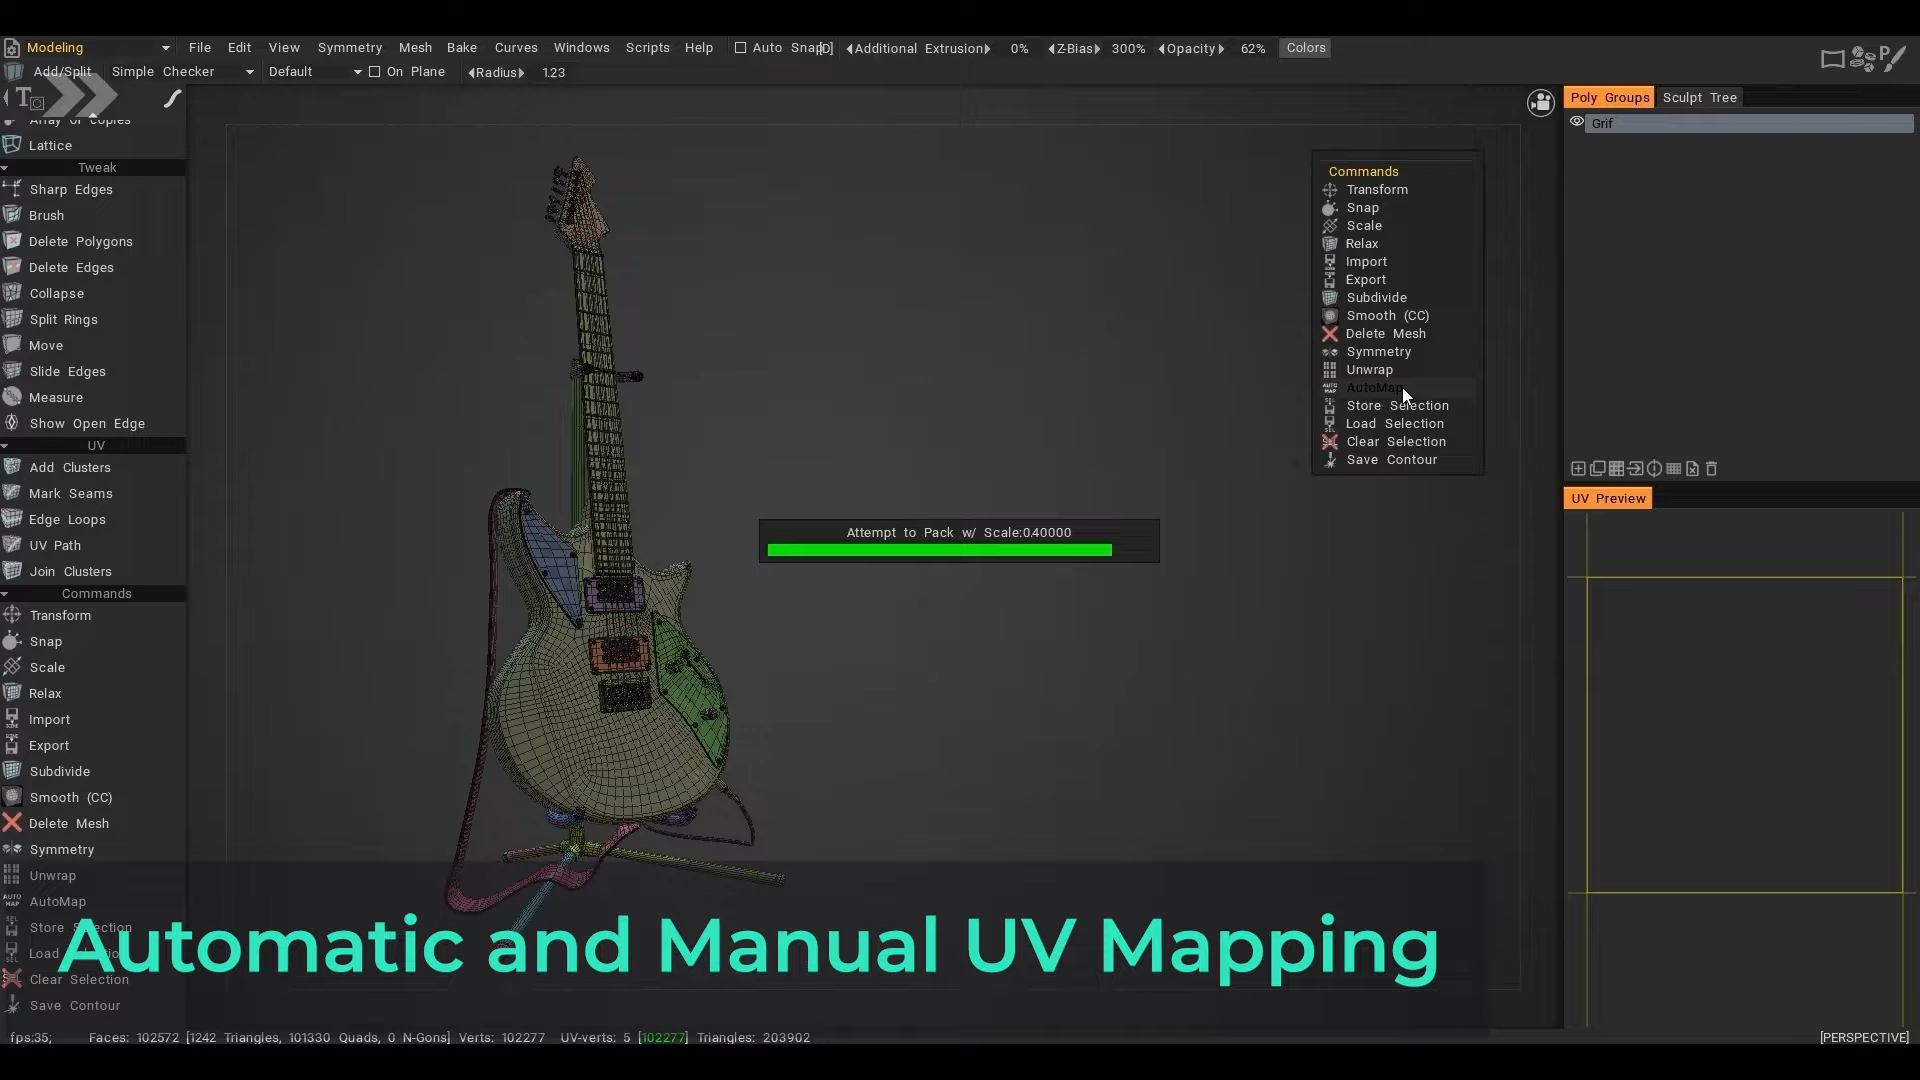 Modeling File Edit View Symmetry Mesh Bake Curves Windows Scripts Help Auto Snap [D] Additional Extrusion 0% Z-Bias 300% Opacity 62% Colors
Add/Split Simple Checker Default On Plane Radius 1.23
Array of copies
Lattice
Tweak
Sharp Edges
Brush
Delete Polygons
Delete Edges
Collapse
Split Rings
Move
Slide Edges
Measure
Show Open Edge
UV
Add Clusters
Mark Seams
Edge Loops
UV Path
Join Clusters
Commands
Transform
Snap
Scale
Relax
Import
Export
Subdivide
Smooth (CC)
Delete Mesh
Symmetry
Unwrap
AutoMap
Load
Clear Selection
Save Contour
Commands
Transform
Snap
Scale
Relax
Import
Export
Subdivide
Smooth (CC)
Delete Mesh
Symmetry
Unwrap
AutoMap
Store Selection
Load Selection
Clear Selection
Save Contour
Attempt to Pack w/ Scale:0.40000
Poly Groups Sculpt Tree
Grif
UV Preview
Automatic and Manual UV Mapping
fps:35; Faces: 102572 [1242 Triangles, 101330 Quads, 0 N-Gons] Verts: 102277 UV-verts: 5 [102277] Triangles: 203902
[PERSPECTIVE]